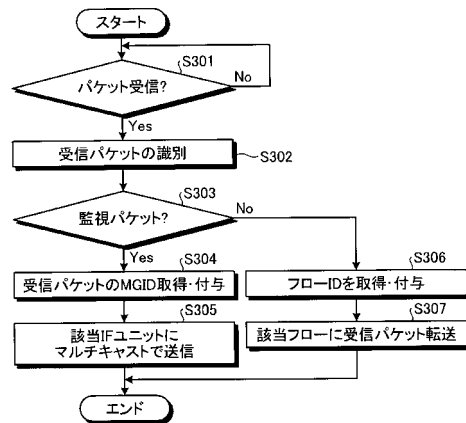 スタート
S301
パケット受信?
No
Yes
受信パケットの識別
S302
S303
監視パケット?
No
Yes
S304
受信パケットのMGID取得・付与
S306
フローIDを取得・付与
S305
該当IFユニットに
マルチキャストで送信
S307
該当フローに受信パケット転送
エンド